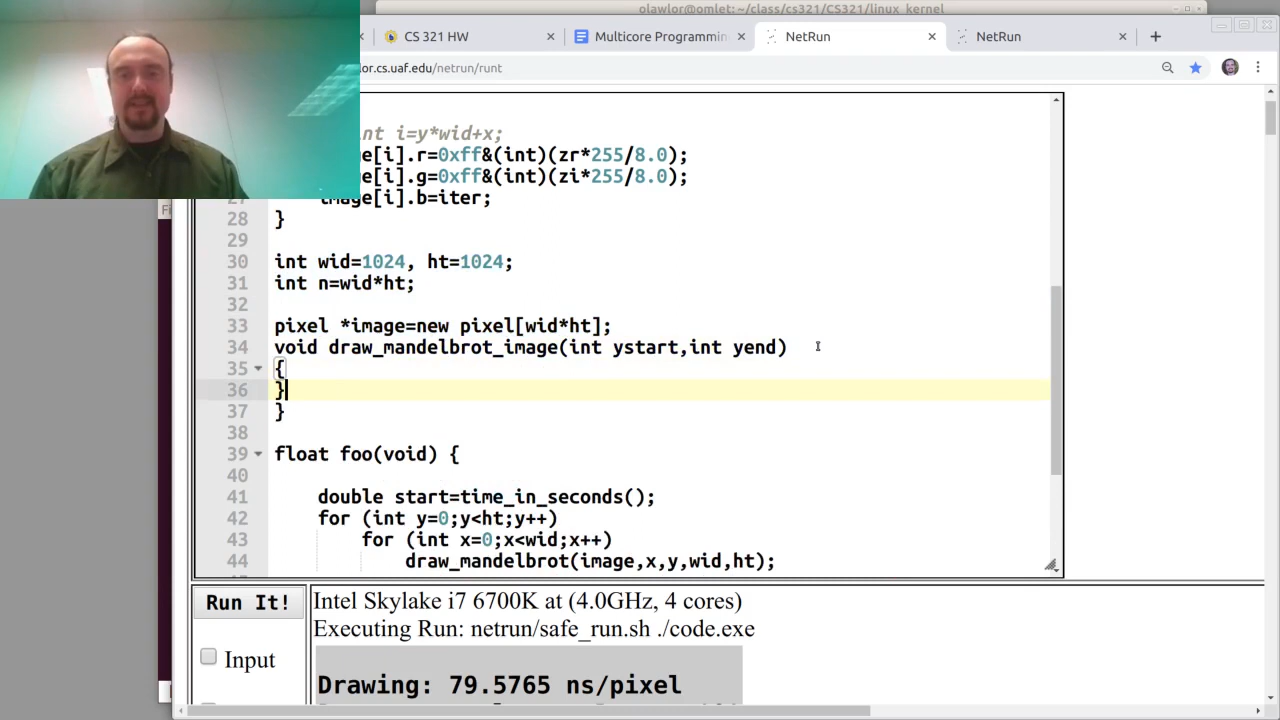 olawlor@omlet: ~/class/cs321/CS321/linux_kernel
CS 321 HW
Multicore Programmin
NetRun
NetRun
lor.cs.uaf.edu/netrun/runt
nt i=y*wid+x;
ge[i].r=0xff&(int)(zr*255/8.0);
ge[i].g=0xff&(int)(zi*255/8.0);
27 image[i].b=iter;
28 }
29
30 int wid=1024, ht=1024;
31 int n=wid*ht;
32
33 pixel *image=new pixel[wid*ht];
34 void draw_mandelbrot_image(int ystart,int yend)
35 {
36 }
37 }
38
39 float foo(void) {
40
41 double start=time_in_seconds();
42 for (int y=0;y<ht;y++)
43 for (int x=0;x<wid;x++)
44 draw_mandelbrot(image,x,y,wid,ht);
Run It!
Input
Intel Skylake i7 6700K at (4.0GHz, 4 cores)
Executing Run: netrun/safe_run.sh ./code.exe
Drawing: 79.5765 ns/pixel